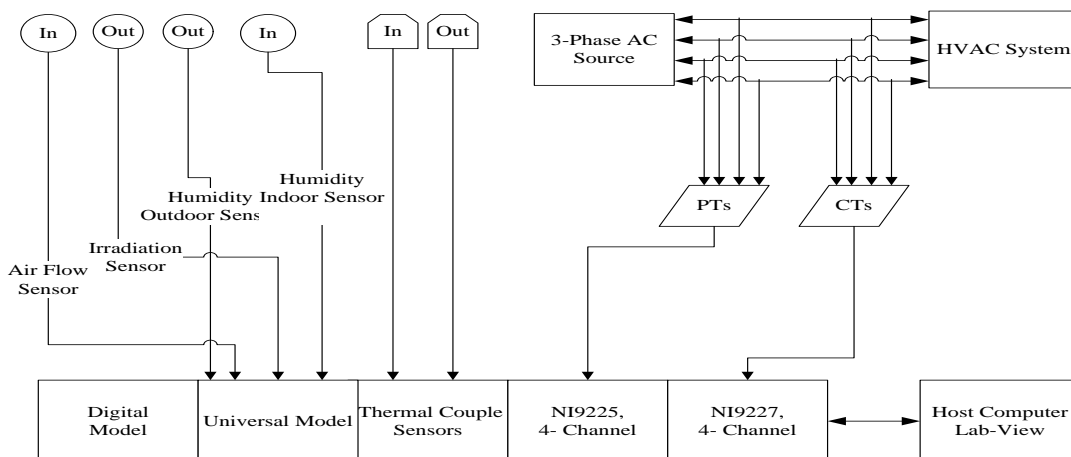 In
Out
Out
In
In
Out
3-Phase AC
Source
HVAC System
Humidity
Outdoor Sens
Humidity
Indoor Sensor
PTs
CTs
Irradiation
Sensor
Air Flow
Sensor
Digital
Model
Universal Model
Thermal Couple
Sensors
NI9225,
4- Channel
NI9227,
4- Channel
Host Computer
Lab-View